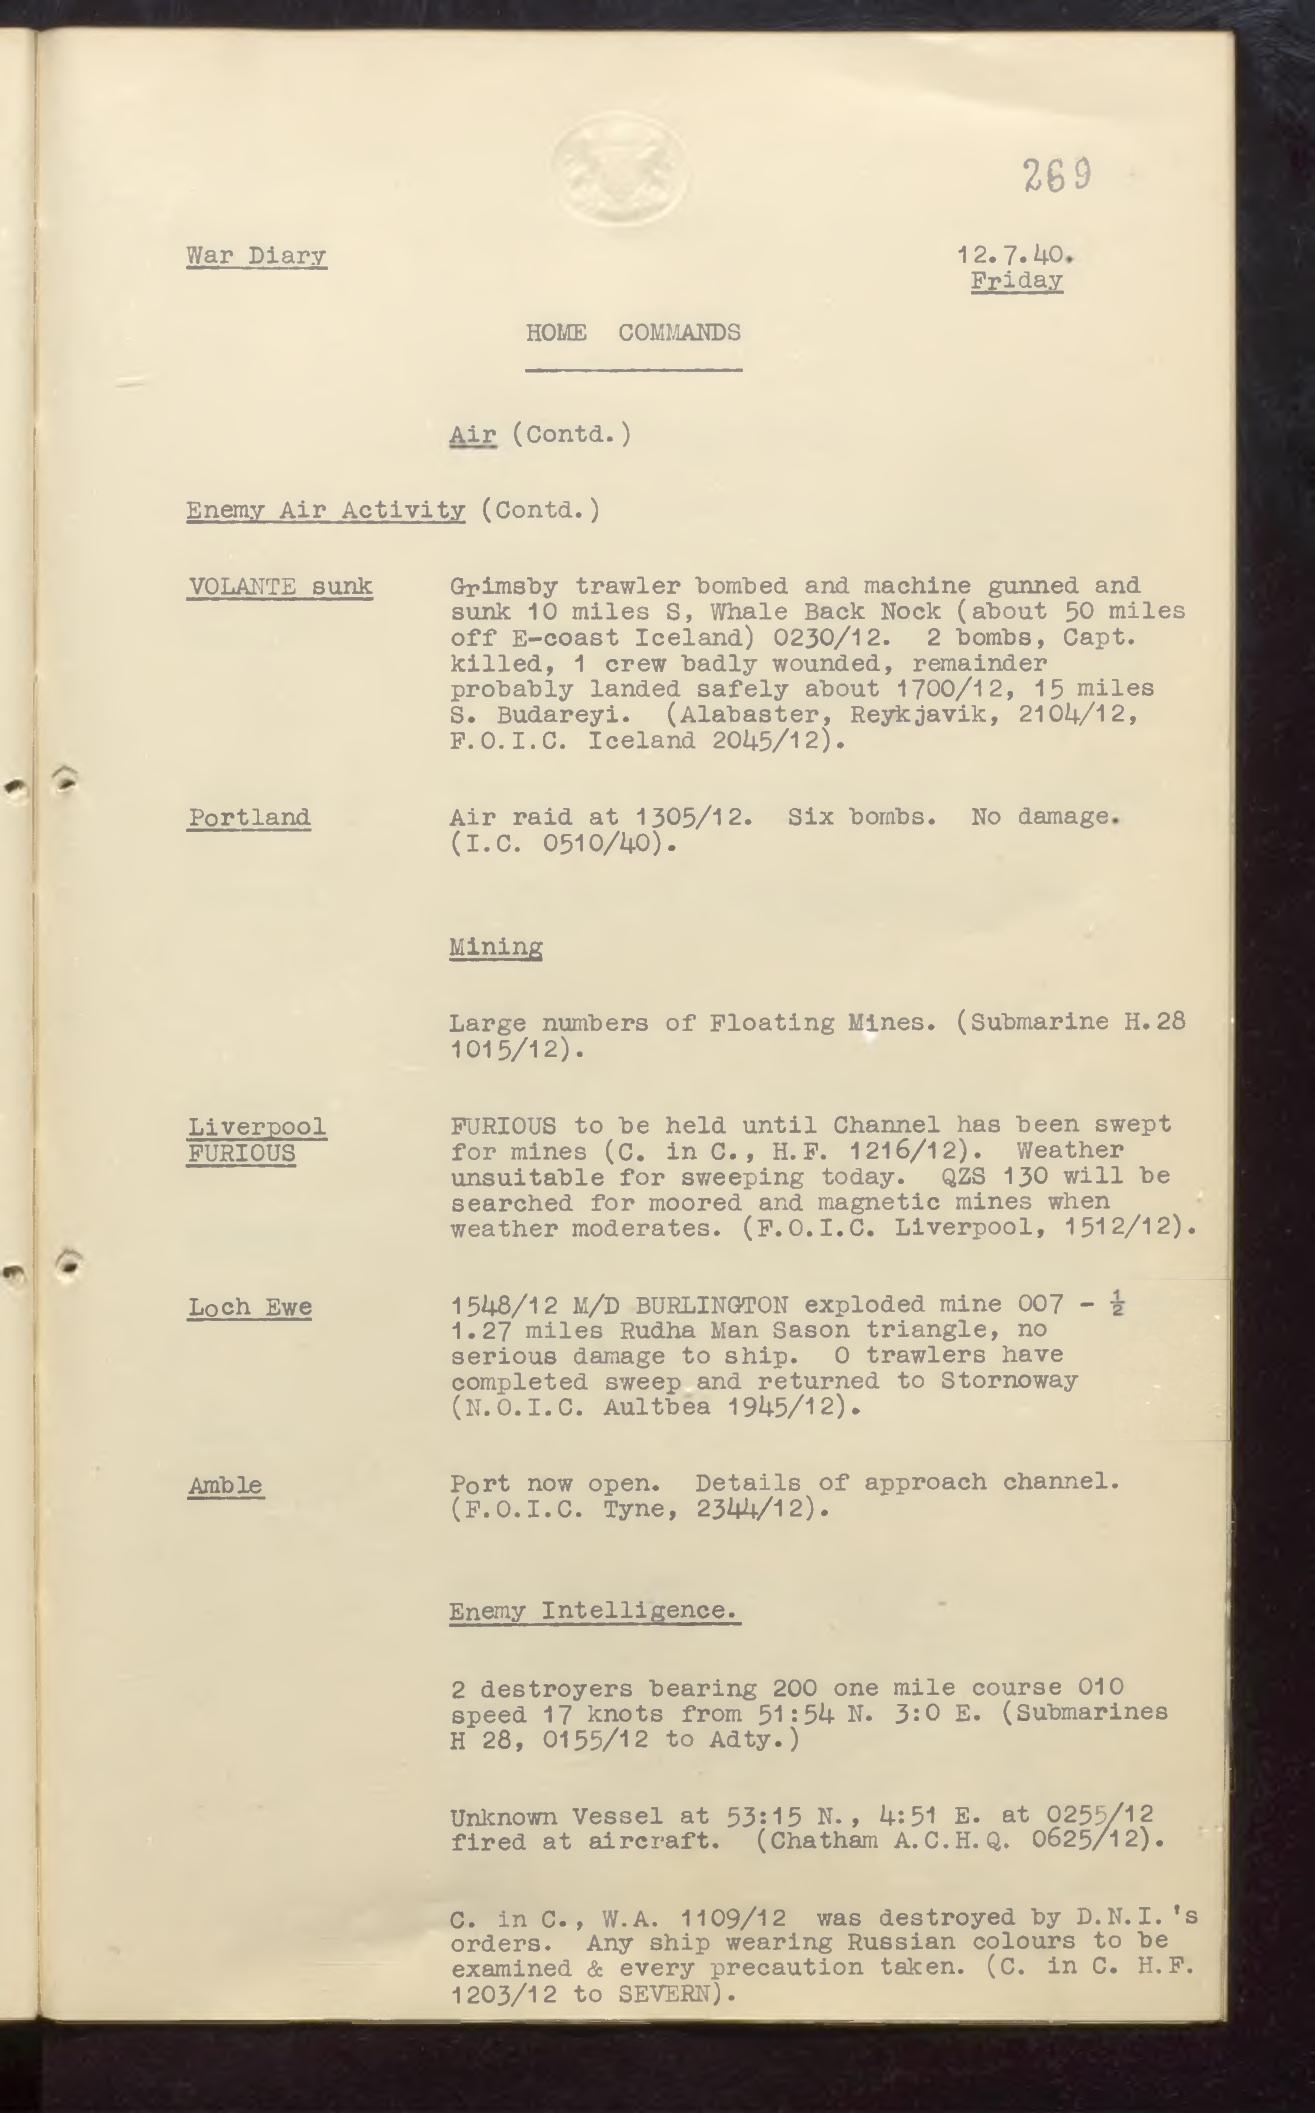 269
War Diary
12.7.40.
Friday
HOME COMMANDS
Air (Contd.)
Enemy Air Activity (Contd.)
VOLANTE sunk
Grimsby trawler bombed and machine gunned and
sunk 10 miles S, Whale Back Nock (about 50 miles
off E-coast Iceland) 0230/12. 2 bombs, Capt.
killed, 1 crew badly wounded, remainder
probably landed safely about 1700/12, 15 miles
S. Budareyi. (Alabaster, Reykjavik, 2104/12,
F.O.I.C. Iceland 2045/12).
Portland
Air raid at 1305/12. Six bombs. No damage.
(I.C. 0510/40).
Mining
Large numbers of Floating Mines. (Submarine H.28
1015/12).
Liverpool
FURIOUS
FURIOUS to be held until Channel has been swept
for mines (C. in C., H.F. 1216/12). Weather
unsuitable for sweeping today. QZS 130 will be
searched for moored and magnetic mines when
weather moderates. (F.O.I.C. Liverpool, 1512/12).
Loch Ewe
1548/12 M/D BURLINGTON exploded mine 007 - ½
1.27 miles Rudha Man Sason triangle, no
serious damage to ship. O trawlers have
completed sweep and returned to Stornoway
(N.O.I.C. Aultbea 1945/12).
Amble
Port now open. Details of approach channel.
(F.O.I.C. Tyne, 2344/12).
Enemy Intelligence.
2 destroyers bearing 200 one mile course 010
speed 17 knots from 51:54 N. 3:0 E. (Submarines
H 28, 0155/12 to Adty.)
Unknown Vessel at 53:15 N., 4:51 E. at 0255/12
fired at aircraft. (Chatham A.C.H.Q. 0625/12).
C. in C., W.A. 1109/12 was destroyed by D.N.I.'s
orders. Any ship wearing Russian colours to be
examined & every precaution taken. (C. in C. H.F.
1203/12 to SEVERN).